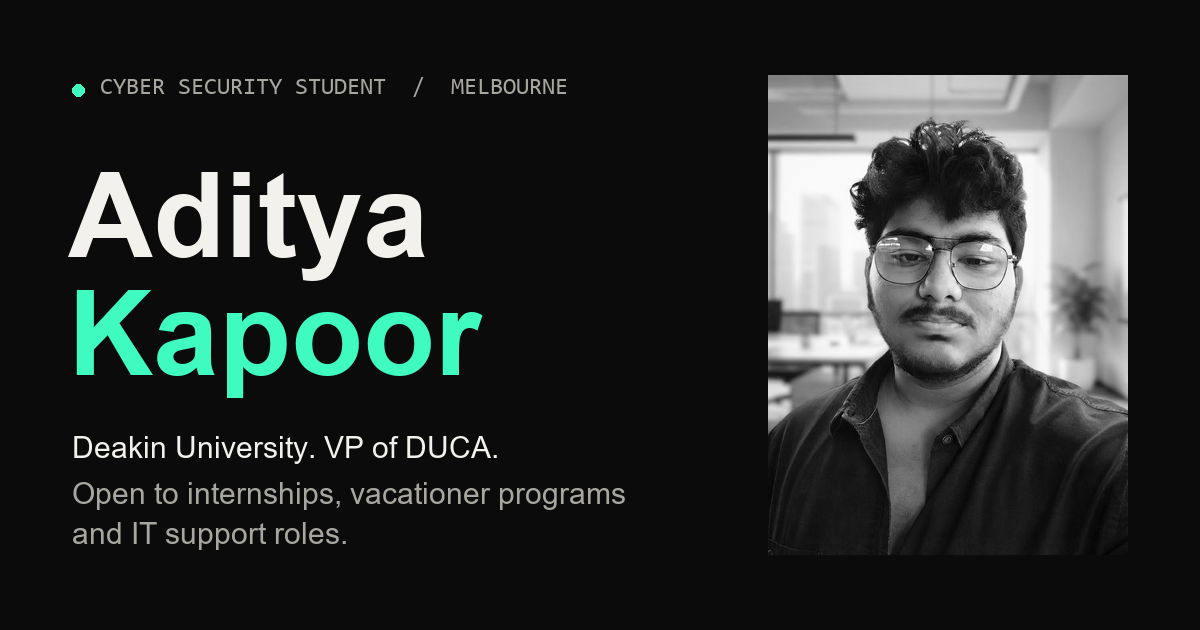 CYBER SECURITY STUDENT / MELBOURNE
Aditya
Kapoor
Deakin University. VP of DUCA.
Open to internships, vacationer programs
and IT support roles.